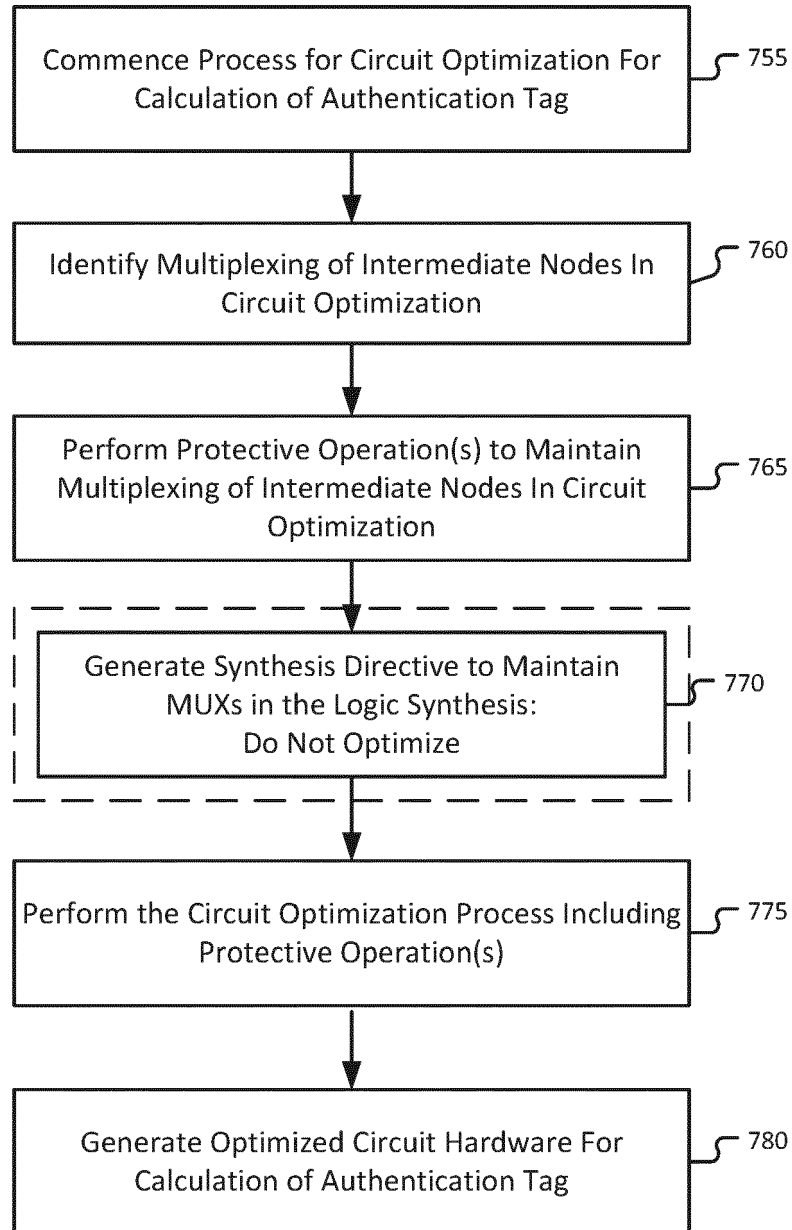 Commence Process for Circuit Optimization For
Calculation of Authentication Tag
755
Identify Multiplexing of Intermediate Nodes In
Circuit Optimization
760
Perform Protective Operation(s) to Maintain
Multiplexing of Intermediate Nodes In Circuit
Optimization
765
Generate Synthesis Directive to Maintain
MUXs in the Logic Synthesis:
Do Not Optimize
770
Perform the Circuit Optimization Process Including
Protective Operation(s)
775
Generate Optimized Circuit Hardware For
Calculation of Authentication Tag
780